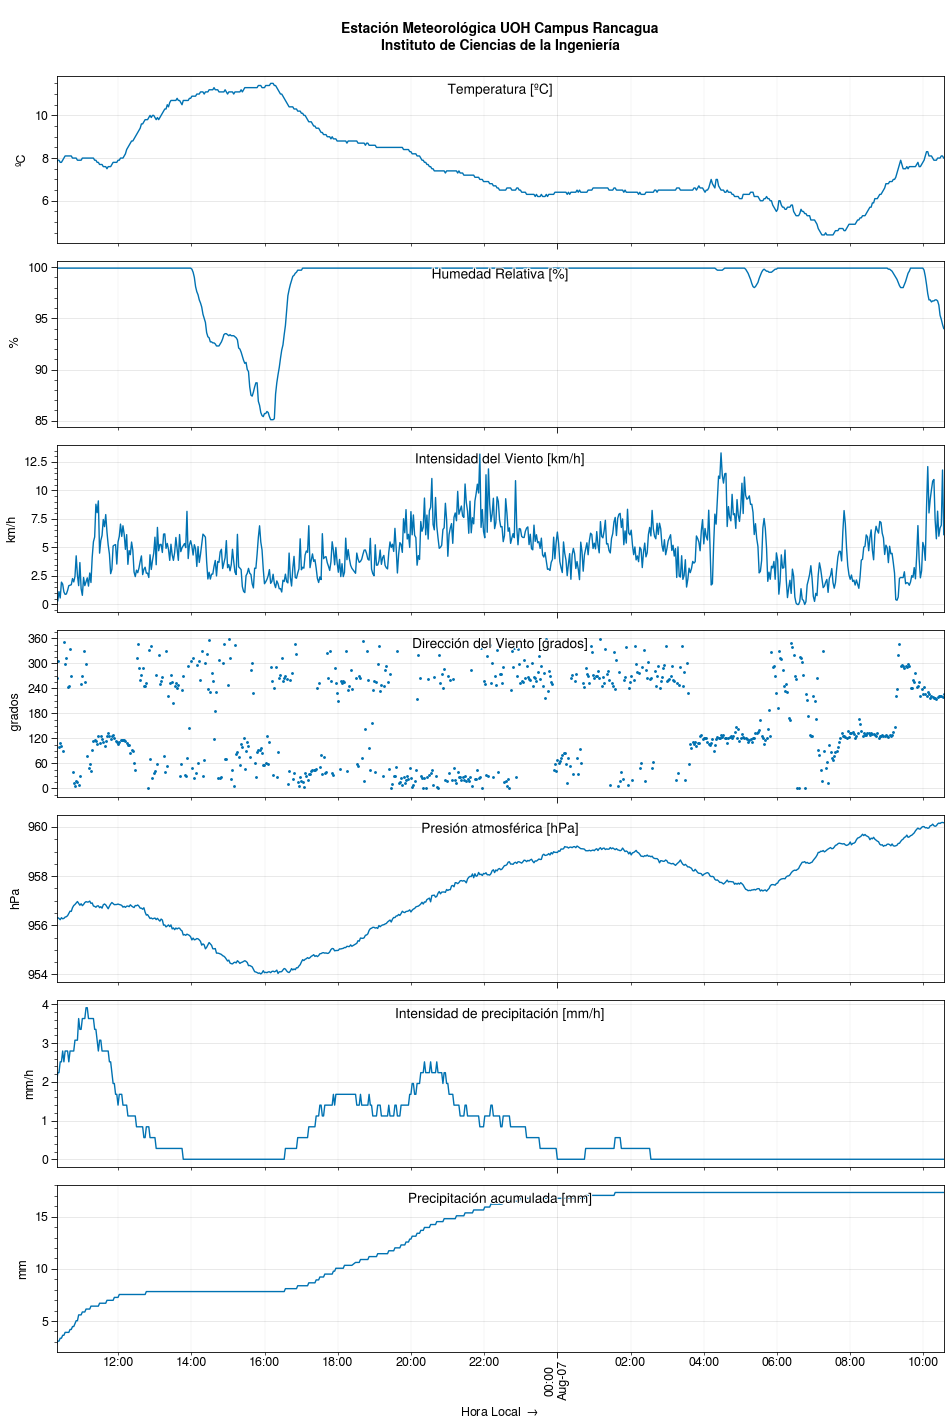 Estación Meteorológica UOH Campus Rancagua
Instituto de Ciencias de la Ingeniería
Temperatura [ºC]
10
8
6
ºC
Humedad Relativa [%]
100
95
90
85
%
Intensidad del Viento [km/h]
12.5
10
7.5
5
2.5
0
km/h
Dirección del Viento [grados]
360
300
240
180
120
60
0
grados
Presión atmosférica [hPa]
960
958
956
954
hPa
Intensidad de precipitación [mm/h]
4
3
2
1
0
mm/h
Precipitación acumulada [mm]
15
10
5
mm
12:00 14:00 16:00 18:00 20:00 22:00 00:00 02:00 04:00 06:00 08:00 10:00
Aug-07
Hora Local →